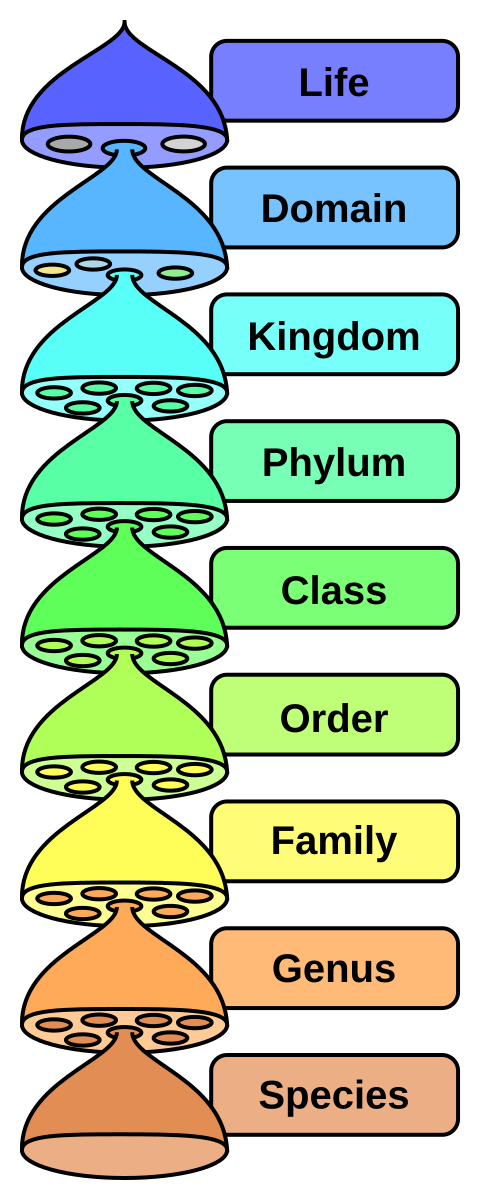 Life
Domain
Kingdom
Phylum
Class
Order
Family
Genus
Species